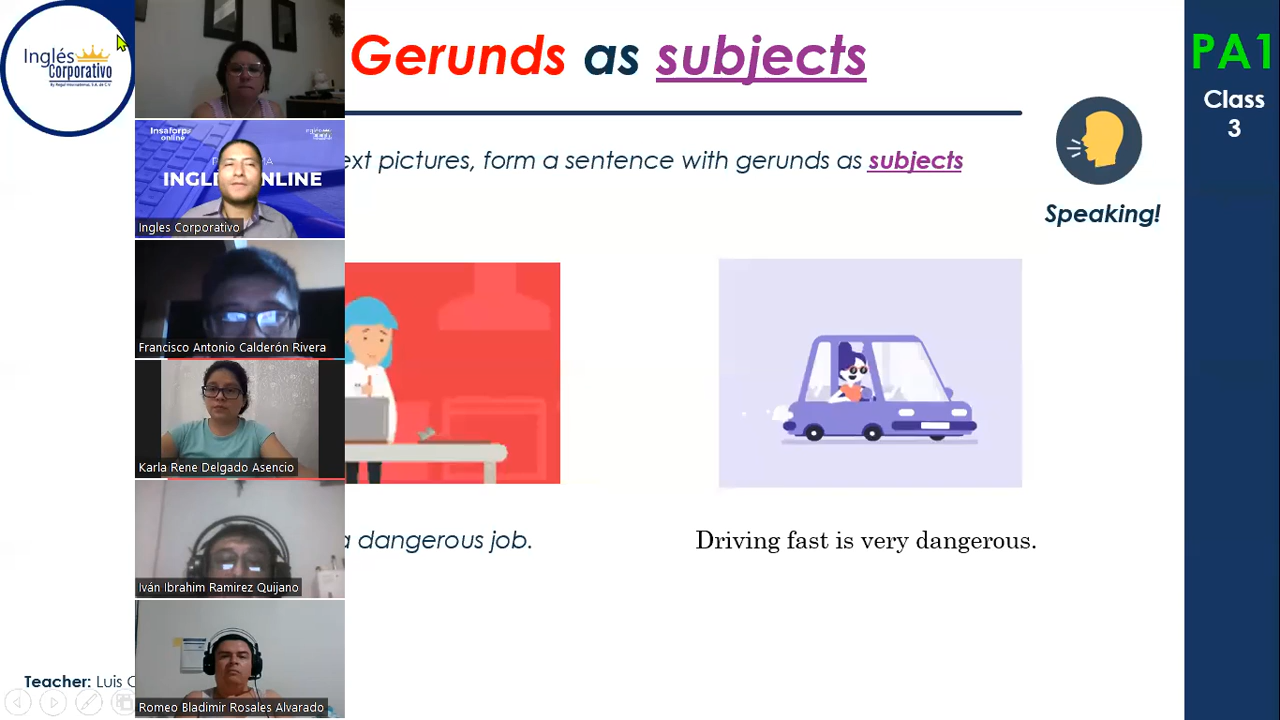 Inglés
Corporativo
Gerunds as subjects
PA1
Class
3
Insaforp
online
INGL
NLINE
ext pictures, form a sentence with gerunds as subjects
Speaking!
Ingles Corporativo
Francisco Antonio Calderón Rivera
Karla Rene Delgado Asencio
a dangerous job.
Driving fast is very dangerous.
Iván Ibrahim Ramirez Quijano
Teacher: Luis
Romeo Bladimir Rosales Alvarado